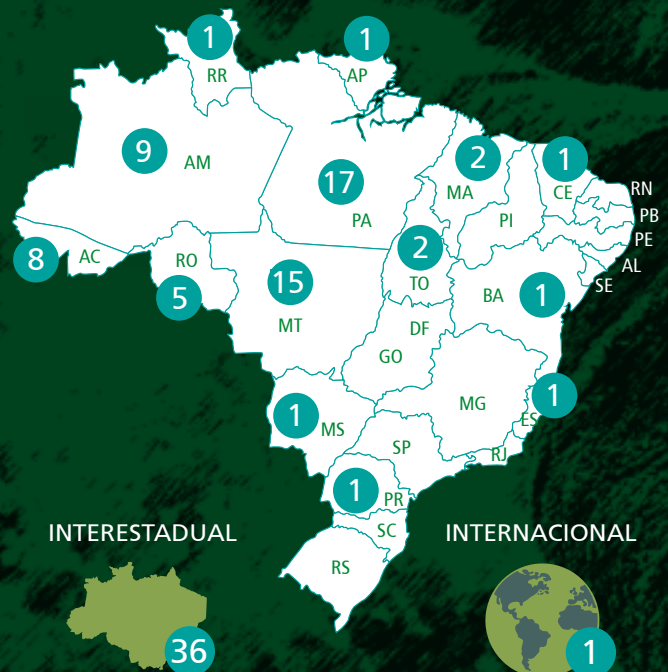 1
RR
1
AP
9
AM
17
PA
2
MA
1
CE
RN
PB
PE
AL
SE
PI
8
AC
RO
5
15
MT
2
TO
BA
1
DF
GO
MG
1
ES
1
MS
SP
RJ
1
PR
SC
RS
INTERESTADUAL
36
INTERNACIONAL
1